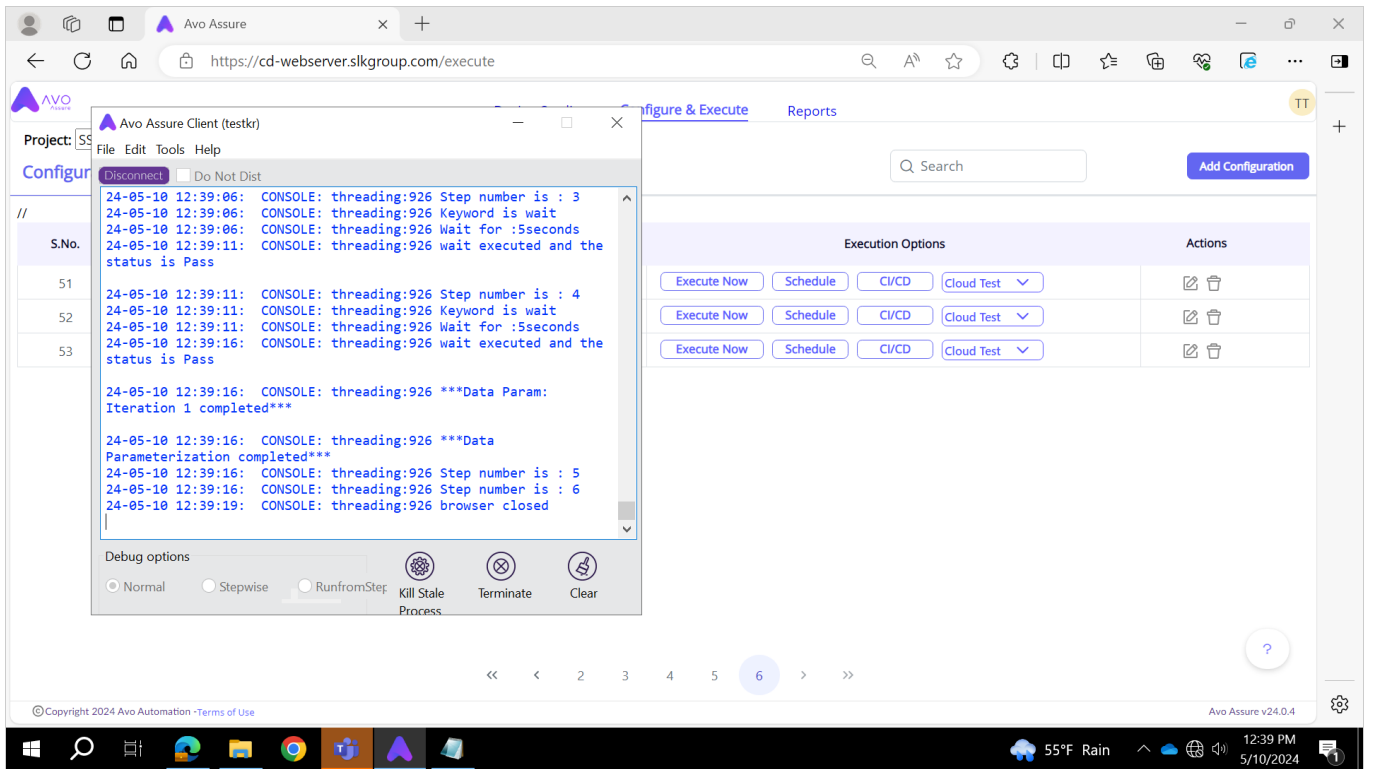 Avo Assure
https://cd-webserver.slkgroup.com/execute
AVO
Assure
Configure & Execute
Reports
TT
Project: SS
Configur
Search
Add Configuration
//
S.No.
Execution Options
Actions
51
Execute Now Schedule CI/CD Cloud Test
52
Execute Now Schedule CI/CD Cloud Test
53
Execute Now Schedule CI/CD Cloud Test
Avo Assure Client (testkr)
File Edit Tools Help
Disconnect Do Not Dist
24-05-10 12:39:06: CONSOLE: threading:926 Step number is : 3
24-05-10 12:39:06: CONSOLE: threading:926 Keyword is wait
24-05-10 12:39:06: CONSOLE: threading:926 Wait for :5seconds
24-05-10 12:39:11: CONSOLE: threading:926 wait executed and the
status is Pass
24-05-10 12:39:11: CONSOLE: threading:926 Step number is : 4
24-05-10 12:39:11: CONSOLE: threading:926 Keyword is wait
24-05-10 12:39:11: CONSOLE: threading:926 Wait for :5seconds
24-05-10 12:39:16: CONSOLE: threading:926 wait executed and the
status is Pass
24-05-10 12:39:16: CONSOLE: threading:926 ***Data Param:
Iteration 1 completed***
24-05-10 12:39:16: CONSOLE: threading:926 ***Data
Parameterization completed***
24-05-10 12:39:16: CONSOLE: threading:926 Step number is : 5
24-05-10 12:39:16: CONSOLE: threading:926 Step number is : 6
24-05-10 12:39:19: CONSOLE: threading:926 browser closed
Debug options
Normal Stepwise RunfromStep
Kill Stale
Process
Terminate
Clear
?
<< < 2 3 4 5 6 > >>
©Copyright 2024 Avo Automation -Terms of Use
Avo Assure v24.0.4
55°F Rain
12:39 PM
5/10/2024
1